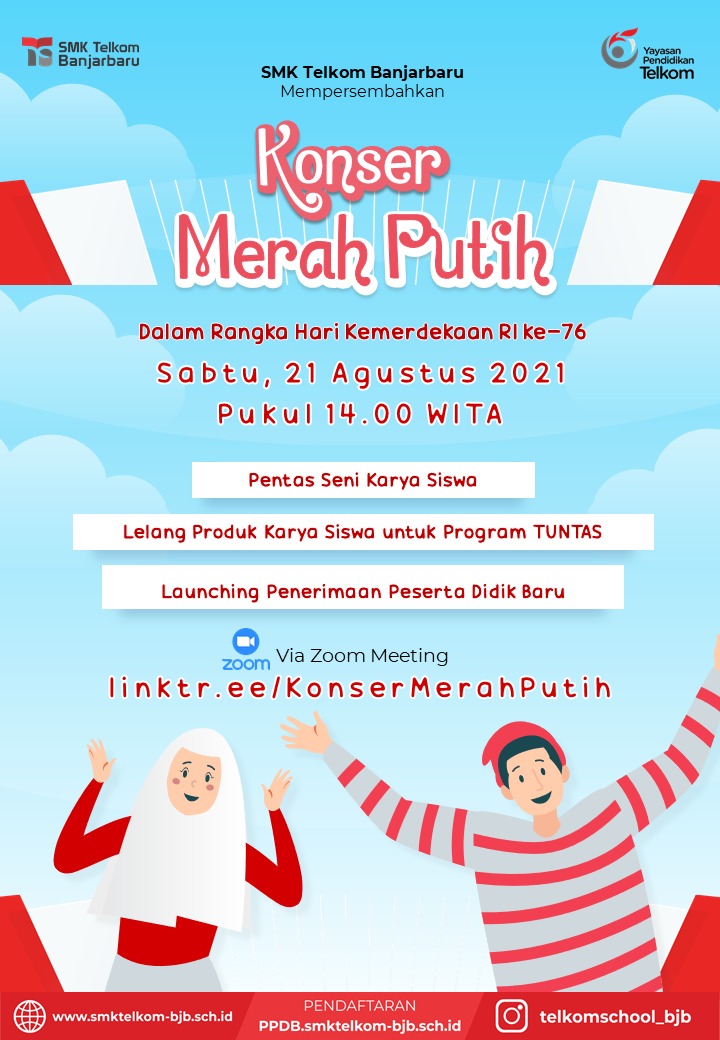 SMK Telkom
Banjarbaru
Yayasan
Pendidikan
Telkom
SMK Telkom Banjarbaru
Mempersembahkan
Konser
Merah Putih
Dalam Rangka Hari Kemerdekaan RI ke-76
Sabtu, 21 Agustus 2021
Pukul 14.00 WITA
Pentas Seni Karya Siswa
Lelang Produk Karya Siswa untuk Program TUNTAS
Launching Penerimaan Peserta Didik Baru
zoom Via Zoom Meeting
linktr.ee/KonserMerahPutih
www.smktelkom-bjb.sch.id
PENDAFTARAN
PPDB.smktelkom-bjb.sch.id
telkomschool_bjb